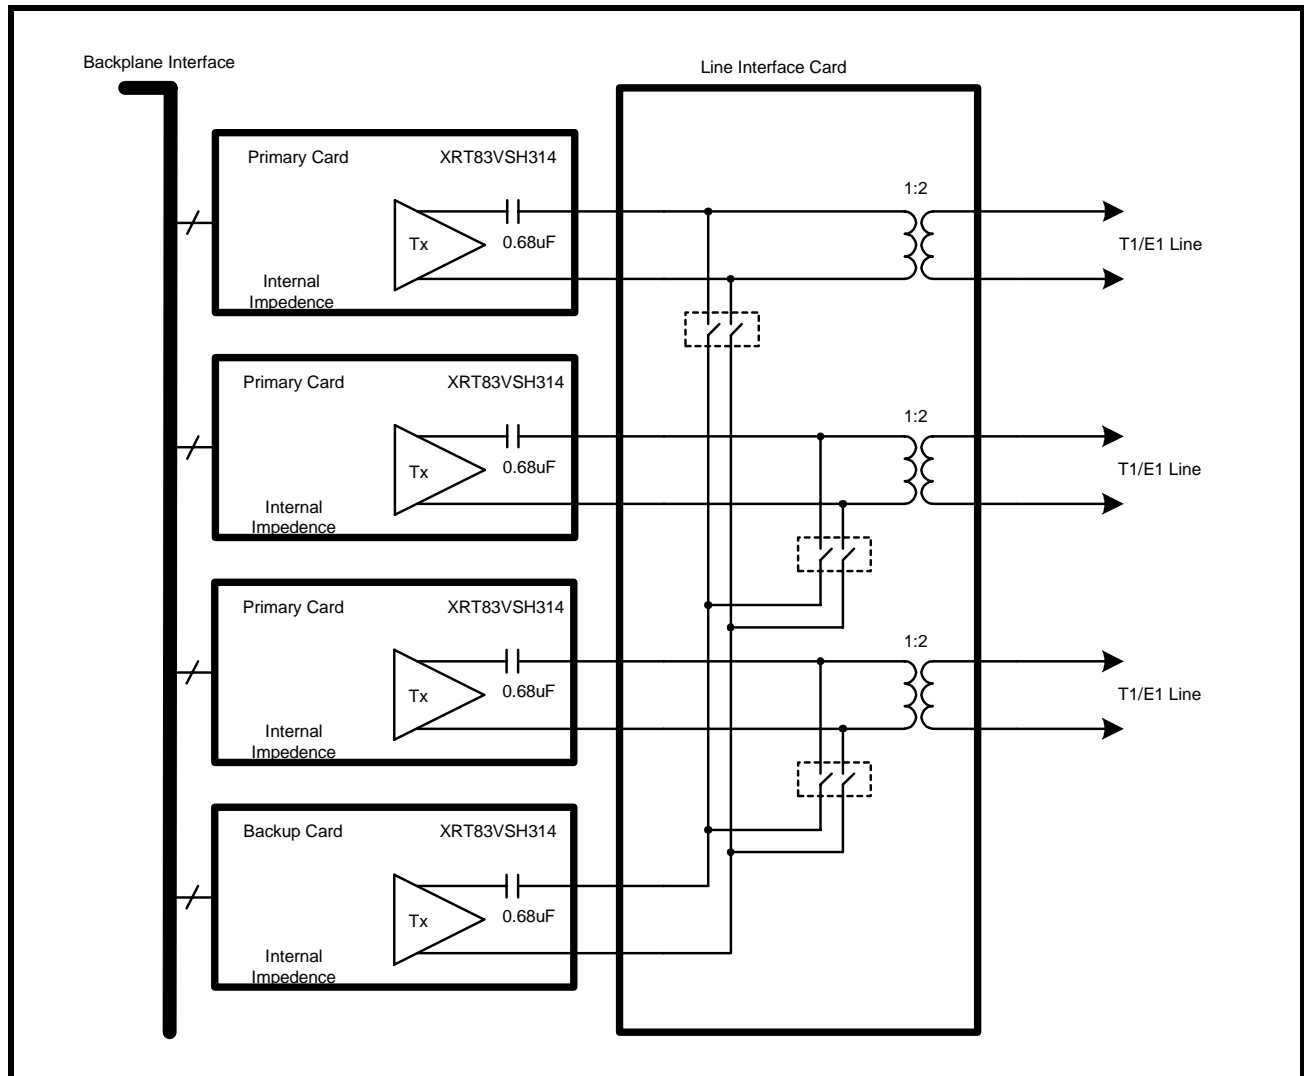 Backplane Interface
Line Interface Card
Primary Card XRT83VSH314
1:2
Tx
0.68uF
T1/E1 Line
Internal
Impedence
Primary Card XRT83VSH314
1:2
Tx
0.68uF
T1/E1 Line
Internal
Impedence
Primary Card XRT83VSH314
1:2
Tx
0.68uF
T1/E1 Line
Internal
Impedence
Backup Card XRT83VSH314
Tx
0.68uF
Internal
Impedence